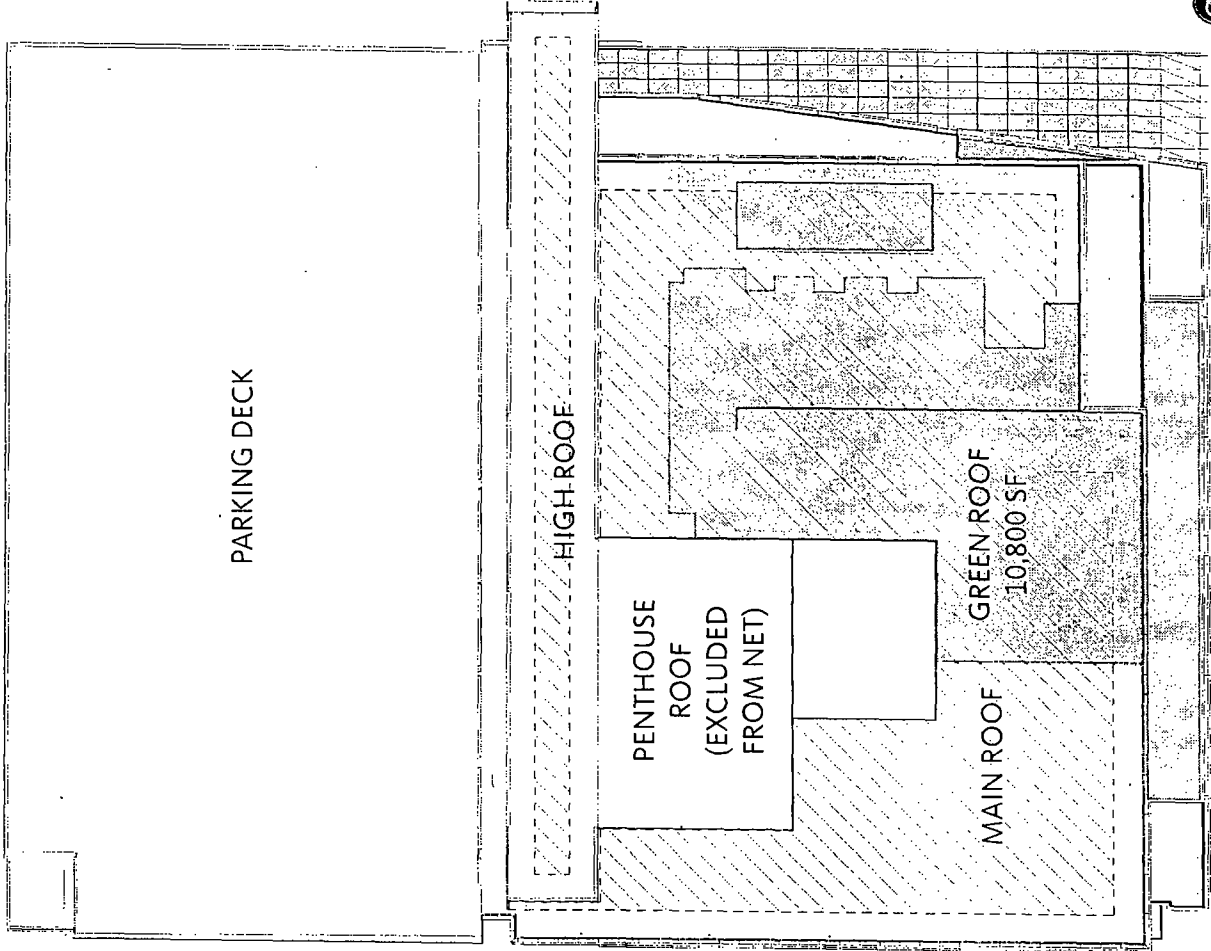 PARKING DECK
HIGH ROOF
PENTHOUSE
ROOF
(EXCLUDED
FROM NET)
GREEN ROOF
10,800 SF
MAIN ROOF